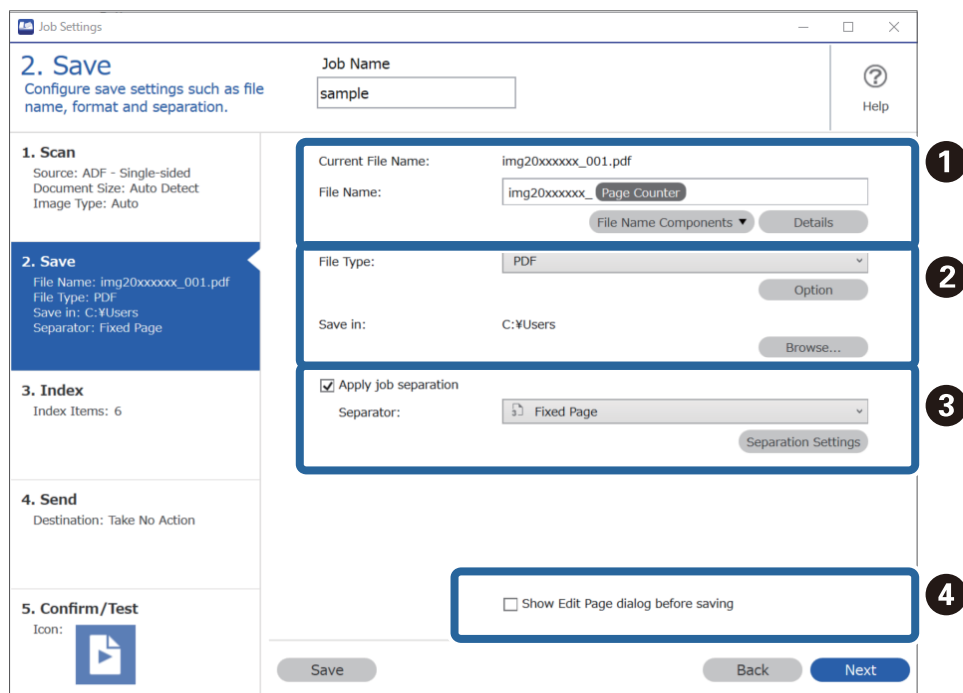 Job Settings
2. Save
Configure save settings such as file
name, format and separation.
Job Name
sample
Help
1. Scan
Source: ADF - Single-sided
Document Size: Auto Detect
Image Type: Auto
2. Save
File Name: img20xxxxxx_001.pdf
File Type: PDF
Save in: C:¥Users
Separator: Fixed Page
3. Index
Index Items: 6
4. Send
Destination: Take No Action
5. Confirm/Test
Icon:
Current File Name: img20xxxxxx_001.pdf
File Name: img20xxxxxx_ Page Counter
File Name Components ▼ Details
1
File Type: PDF
Option
Save in: C:¥Users
Browse...
2
Apply job separation
Separator: Fixed Page
Separation Settings
3
Show Edit Page dialog before saving
4
Save Back Next